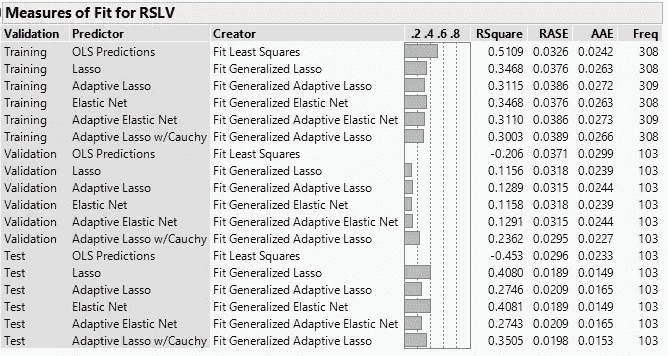 Measures of Fit for RSLV
Validation Predictor Creator .2 .4 .6 .8 RSquare RASE AAE Freq
Training OLS Predictions Fit Least Squares 0.5109 0.0326 0.0242 308
Training Lasso Fit Generalized Lasso 0.3468 0.0376 0.0263 308
Training Adaptive Lasso Fit Generalized Adaptive Lasso 0.3115 0.0386 0.0272 309
Training Elastic Net Fit Generalized Elastic Net 0.3468 0.0376 0.0263 308
Training Adaptive Elastic Net Fit Generalized Adaptive Elastic Net 0.3110 0.0386 0.0273 309
Training Adaptive Lasso w/Cauchy Fit Generalized Adaptive Lasso 0.3003 0.0389 0.0266 308
Validation OLS Predictions Fit Least Squares -0.206 0.0371 0.0299 103
Validation Lasso Fit Generalized Lasso 0.1156 0.0318 0.0239 103
Validation Adaptive Lasso Fit Generalized Adaptive Lasso 0.1289 0.0315 0.0244 103
Validation Elastic Net Fit Generalized Elastic Net 0.1158 0.0318 0.0239 103
Validation Adaptive Elastic Net Fit Generalized Adaptive Elastic Net 0.1291 0.0315 0.0244 103
Validation Adaptive Lasso w/Cauchy Fit Generalized Adaptive Lasso 0.2362 0.0295 0.0227 103
Test OLS Predictions Fit Least Squares -0.453 0.0296 0.0233 103
Test Lasso Fit Generalized Lasso 0.4080 0.0189 0.0149 103
Test Adaptive Lasso Fit Generalized Adaptive Lasso 0.2746 0.0209 0.0165 103
Test Elastic Net Fit Generalized Elastic Net 0.4081 0.0189 0.0149 103
Test Adaptive Elastic Net Fit Generalized Adaptive Elastic Net 0.2743 0.0209 0.0165 103
Test Adaptive Lasso w/Cauchy Fit Generalized Adaptive Lasso 0.3505 0.0198 0.0153 103